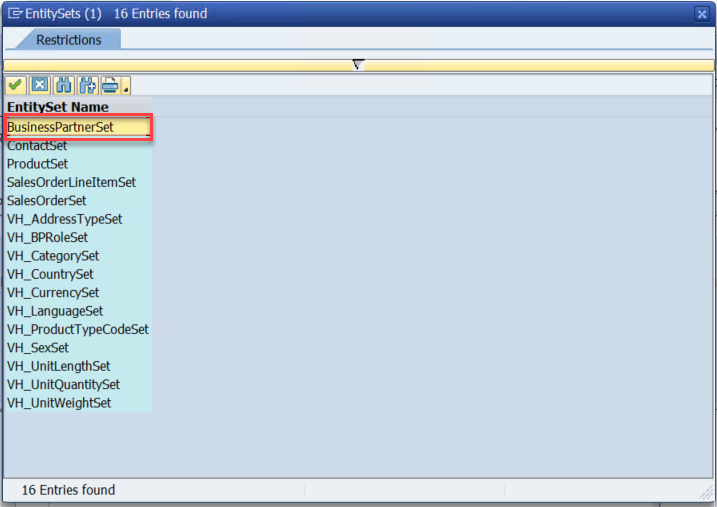 EntitySets (1)   16 Entries found
Restrictions
EntitySet Name
BusinessPartnerSet
ContactSet
ProductSet
SalesOrderLineItemSet
SalesOrderSet
VH_AddressTypeSet
VH_BPRoleSet
VH_CategorySet
VH_CountrySet
VH_CurrencySet
VH_LanguageSet
VH_ProductTypeCodeSet
VH_SexSet
VH_UnitLengthSet
VH_UnitQuantitySet
VH_UnitWeightSet
16 Entries found